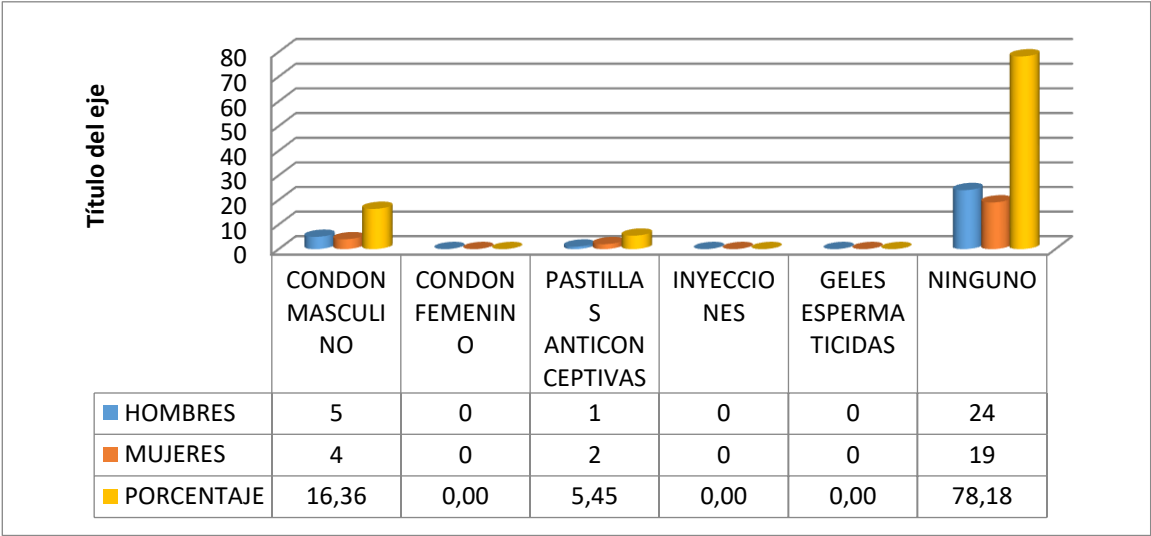 Título del eje
80
70
60
50
40
30
20
10
0
CONDON MASCULI NO
CONDON FEMENIN O
PASTILLA S ANTICON CEPTIVAS
INYECCIO NES
GELES ESPERMA TICIDAS
NINGUNO
HOMBRES 5 0 1 0 0 24
MUJERES 4 0 2 0 0 19
PORCENTAJE 16,36 0,00 5,45 0,00 0,00 78,18